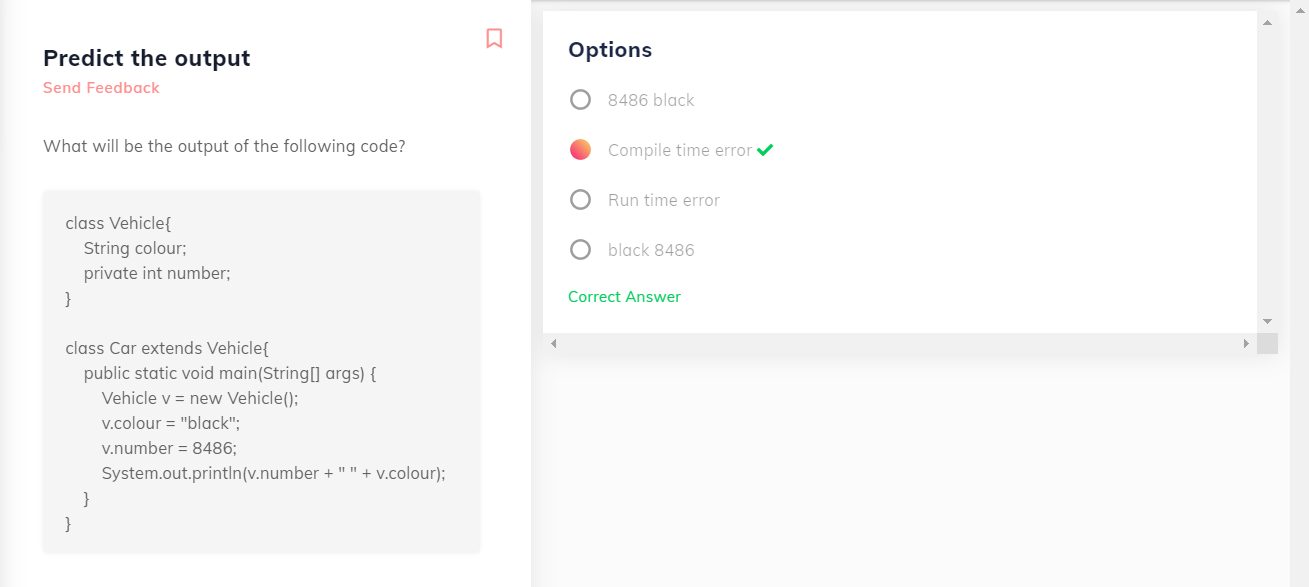 Predict the output
Send Feedback
What will be the output of the following code?
class Vehicle{
    String colour;
    private int number;
}

class Car extends Vehicle{
    public static void main(String[] args) {
        Vehicle v = new Vehicle();
        v.colour = "black";
        v.number = 8486;
        System.out.println(v.number + " " + v.colour);
    }
}
Options
8486 black
Compile time error
Run time error
black 8486
Correct Answer